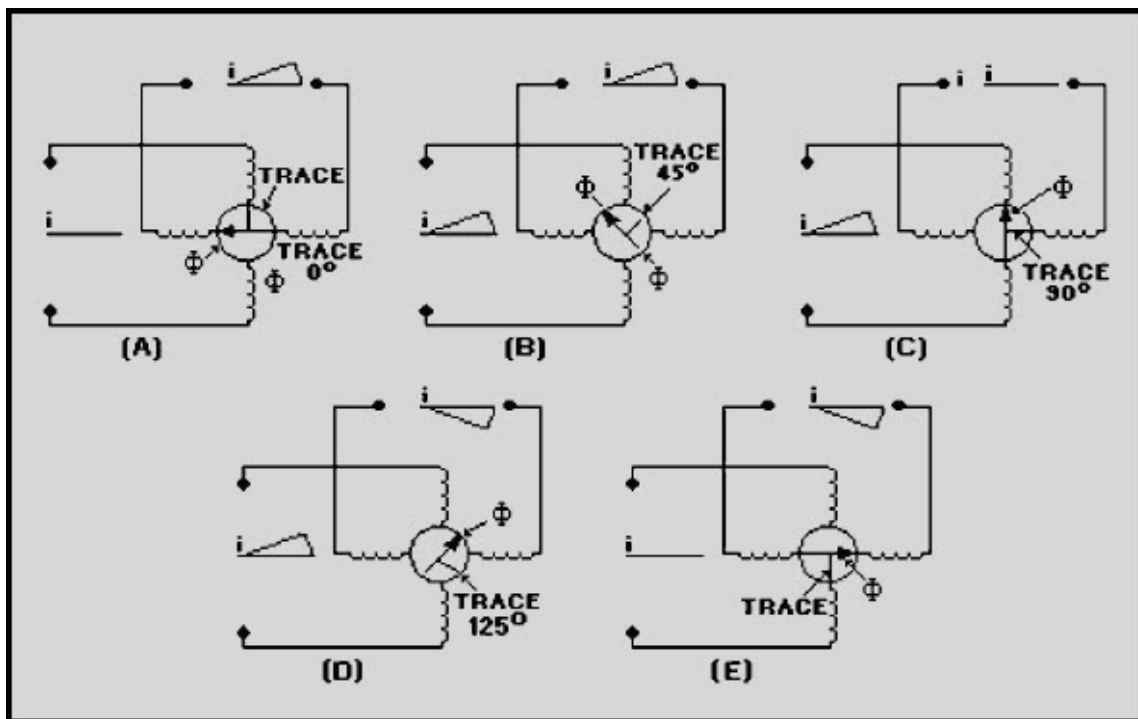 i
i
i i
TRACE
i
Φ
TRACE
0°
Φ
TRACE
45°
Φ
i
Φ
Φ
i
TRACE
90°
(A)
(B)
(C)
i
i
Φ
i
TRACE
125°
i
TRACE
Φ
(D)
(E)